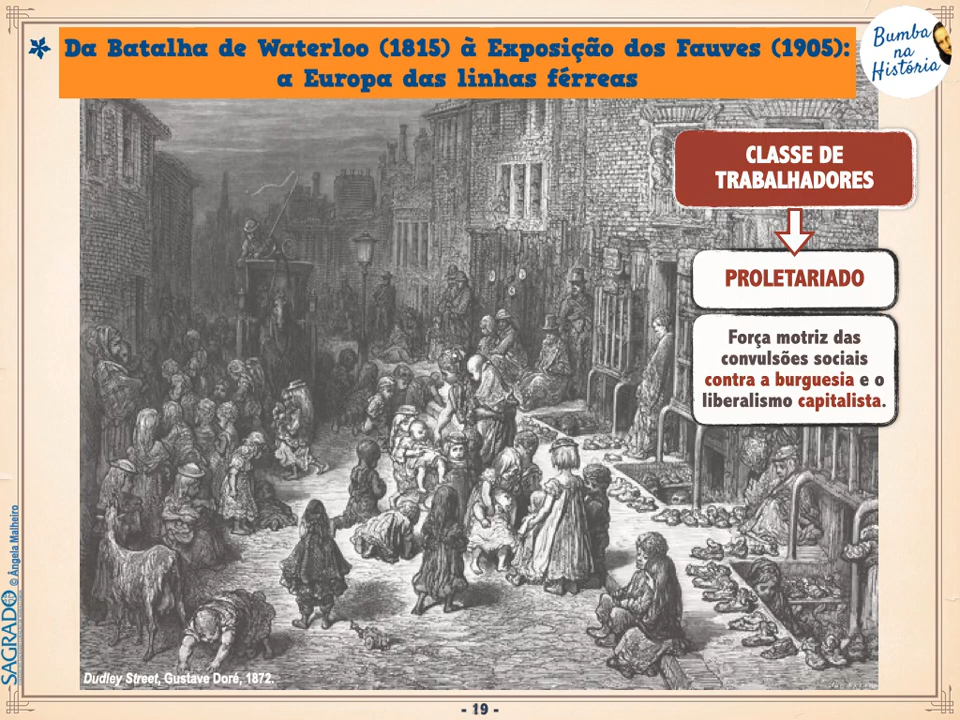 Da Batalha de Waterloo (1815) à Exposição dos Fauves (1905):
a Europa das linhas férreas
Bumba
na
História
CLASSE DE
TRABALHADORES
PROLETARIADO
Força motriz das
convulsões sociais
contra a burguesia e o
liberalismo capitalista.
SAGRADO © Ângela Malheiro
Dudley Street, Gustave Doré, 1872.
- 19 -